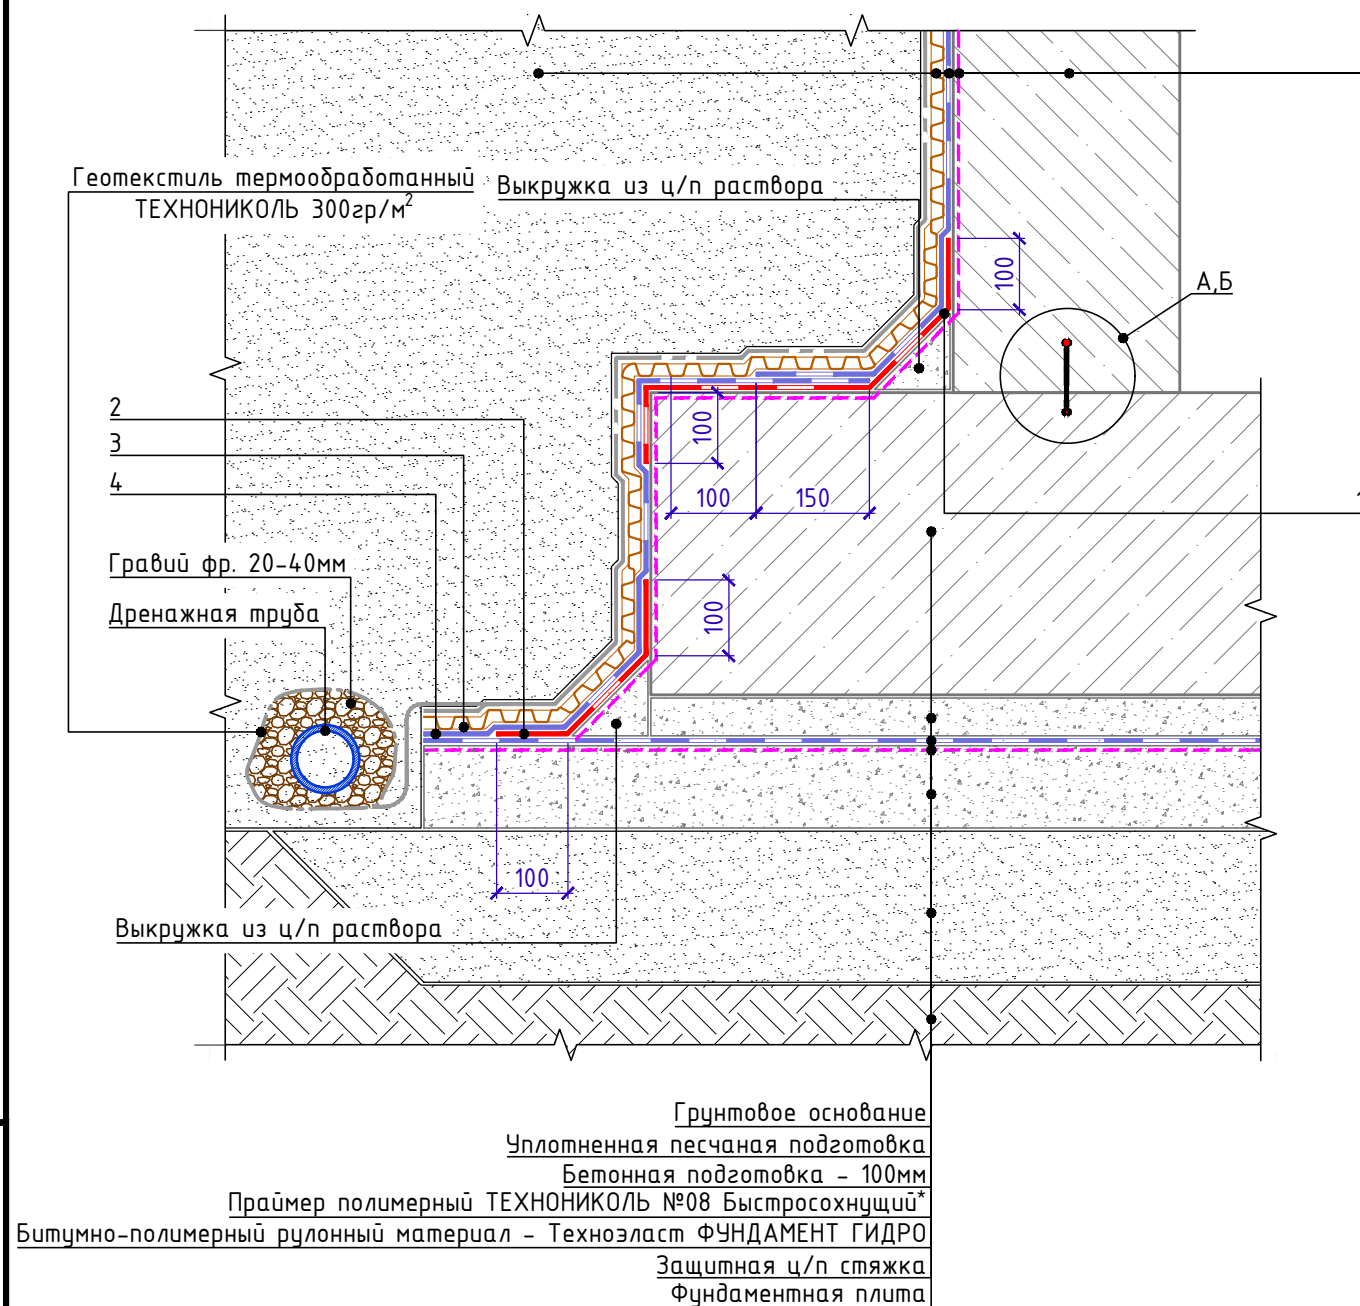 Геотекстиль термообработанный
ТЕХНОНИКОЛЬ 300гр/м²
Выкружка из ц/п раствора
100
А,Б
2
3
4
100
100
150
Гравий фр. 20-40мм
Дренажная труба
100
100
Выкружка из ц/п раствора
Грунтовое основание
Уплотненная песчаная подготовка
Бетонная подготовка - 100мм
Праймер полимерный ТЕХНОНИКОЛЬ №08 Быстросохнущий*
Битумно-полимерный рулонный материал - Техноэласт ФУНДАМЕНТ ГИДРО
Защитная ц/п стяжка
Фундаментная плита